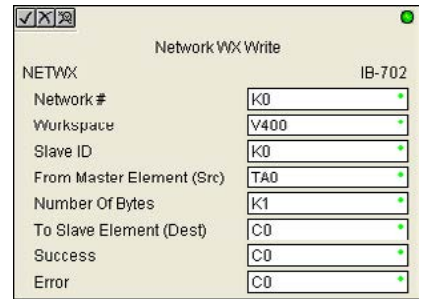 Network WX Write
NETWX IB-702
Network # K0
Workspace V400
Slave ID K0
From Master Element (Src) TA0
Number Of Bytes K1
To Slave Element (Dest) C0
Success C0
Error C0